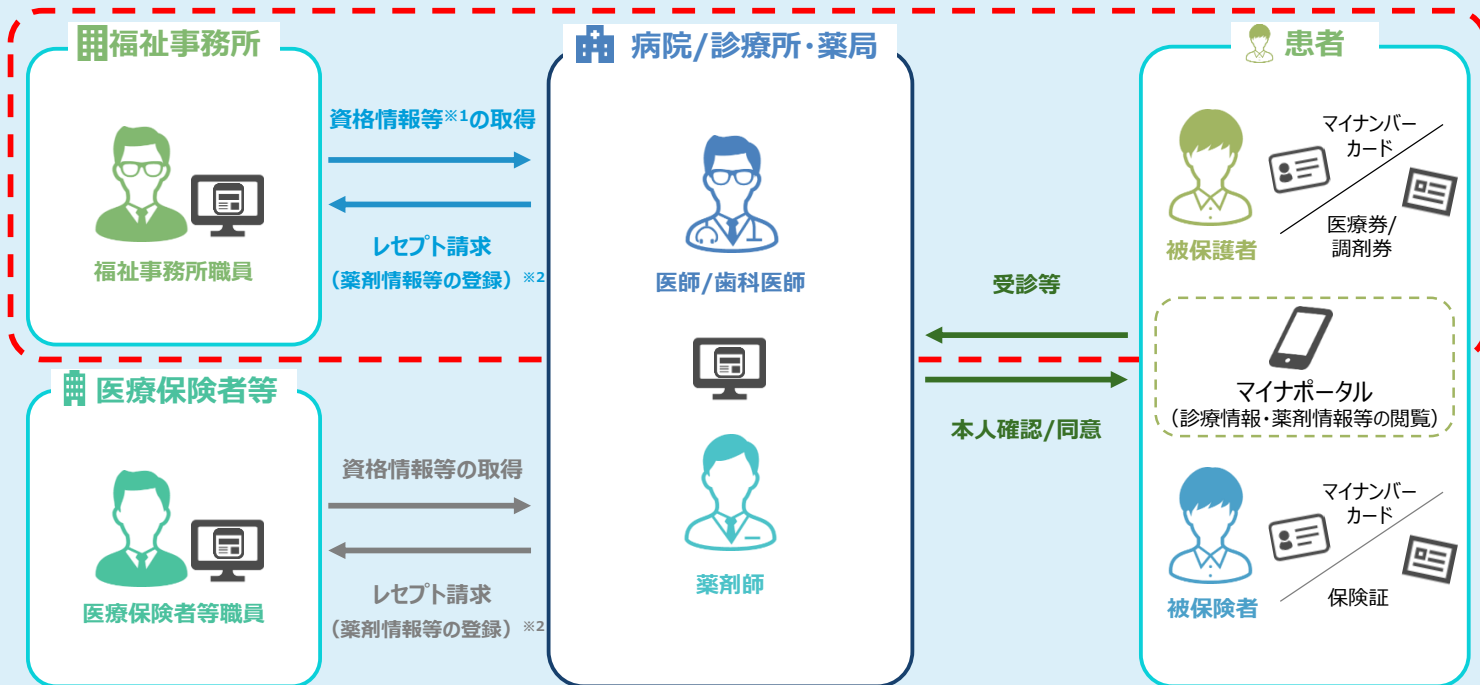 福祉事務所
資格情報等※1の取得
レセプト請求
（薬剤情報等の登録）※2
福祉事務所職員
病院/診療所・薬局
医師/歯科医師
薬剤師
受診等
本人確認/同意
患者
マイナンバー
カード
医療券/
調剤券
被保護者
マイナポータル
（診療情報・薬剤情報等の閲覧）
マイナンバー
カード
保険証
被保険者
医療保険者等
資格情報等の取得
レセプト請求
（薬剤情報等の登録）※2
医療保険者等職員